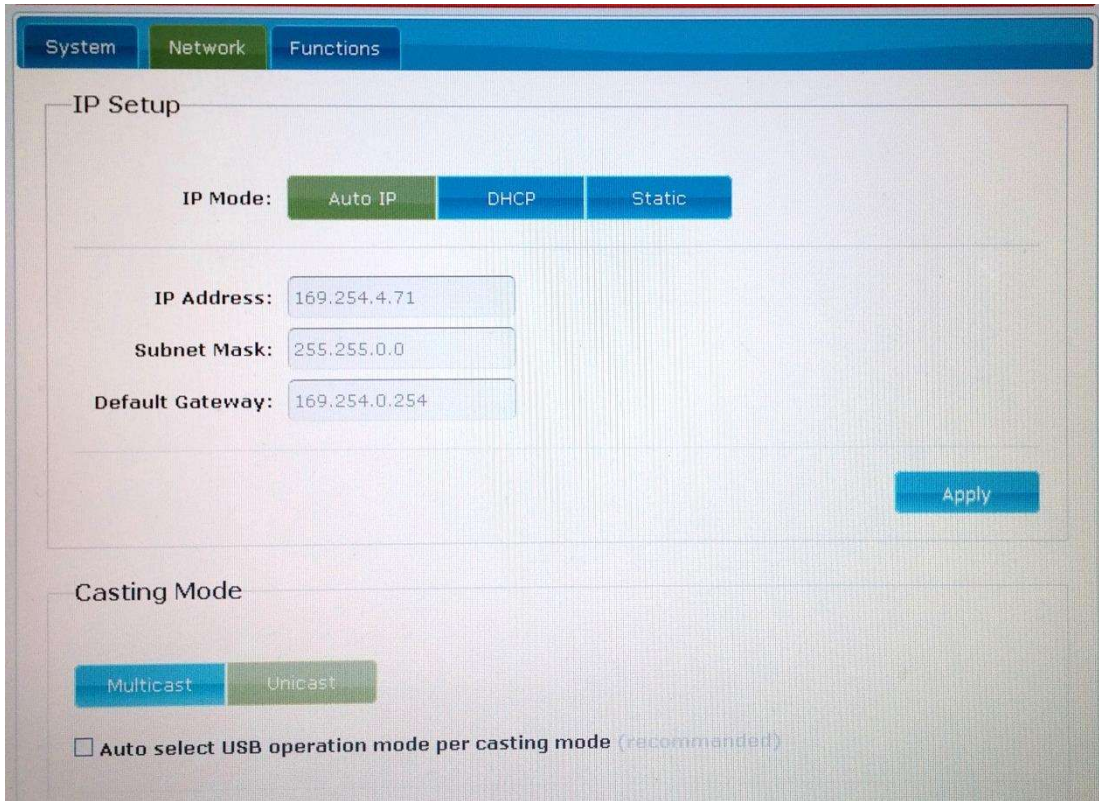 System Network Functions
IP Setup
IP Mode: Auto IP DHCP Static
IP Address: 169.254.4.71
Subnet Mask: 255.255.0.0
Default Gateway: 169.254.0.254
Apply
Casting Mode
Multicast Unicast
Auto select USB operation mode per casting mode (recommanded)